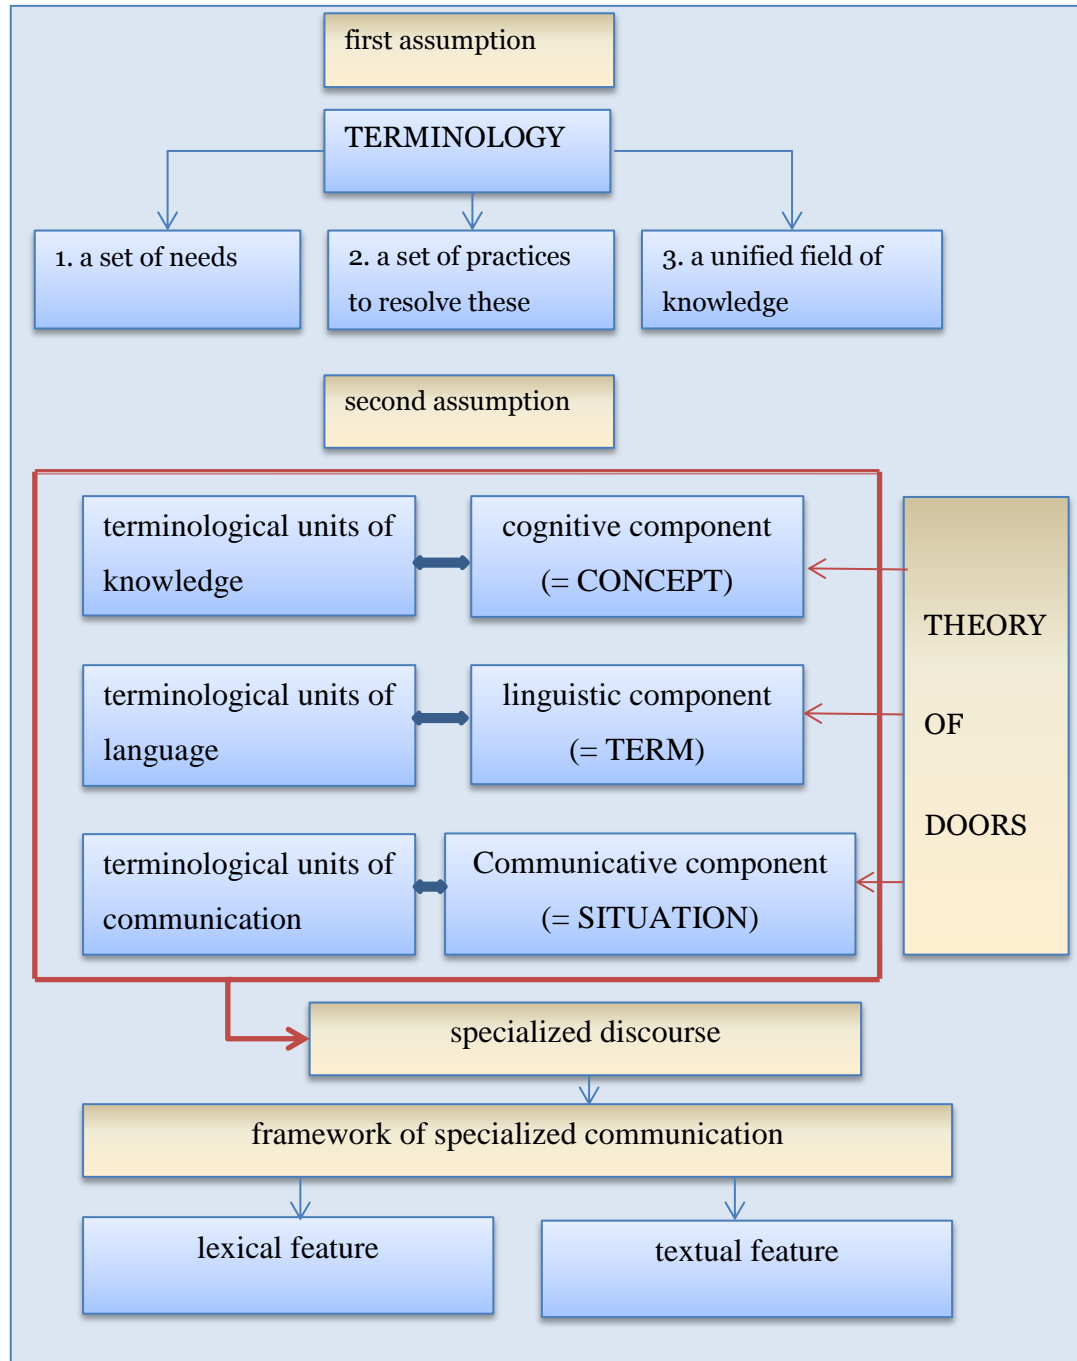 first assumption
TERMINOLOGY
1. a set of needs
2. a set of practices
to resolve these
3. a unified field of
knowledge
second assumption
terminological units of
knowledge
cognitive component
(= CONCEPT)
terminological units of
language
linguistic component
(= TERM)
terminological units of
communication
Communicative component
(= SITUATION)
THEORY
OF
DOORS
specialized discourse
framework of specialized communication
lexical feature
textual feature